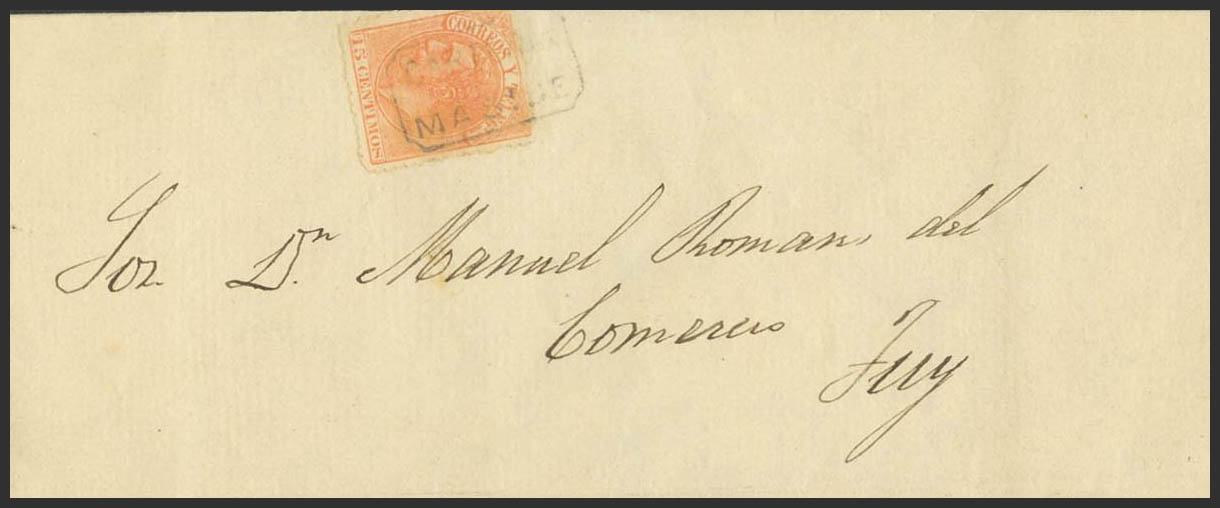 CORREOS Y
15 CENTIMOS
Sor. Dn. Manuel Roman, del
Comercio
Tuy